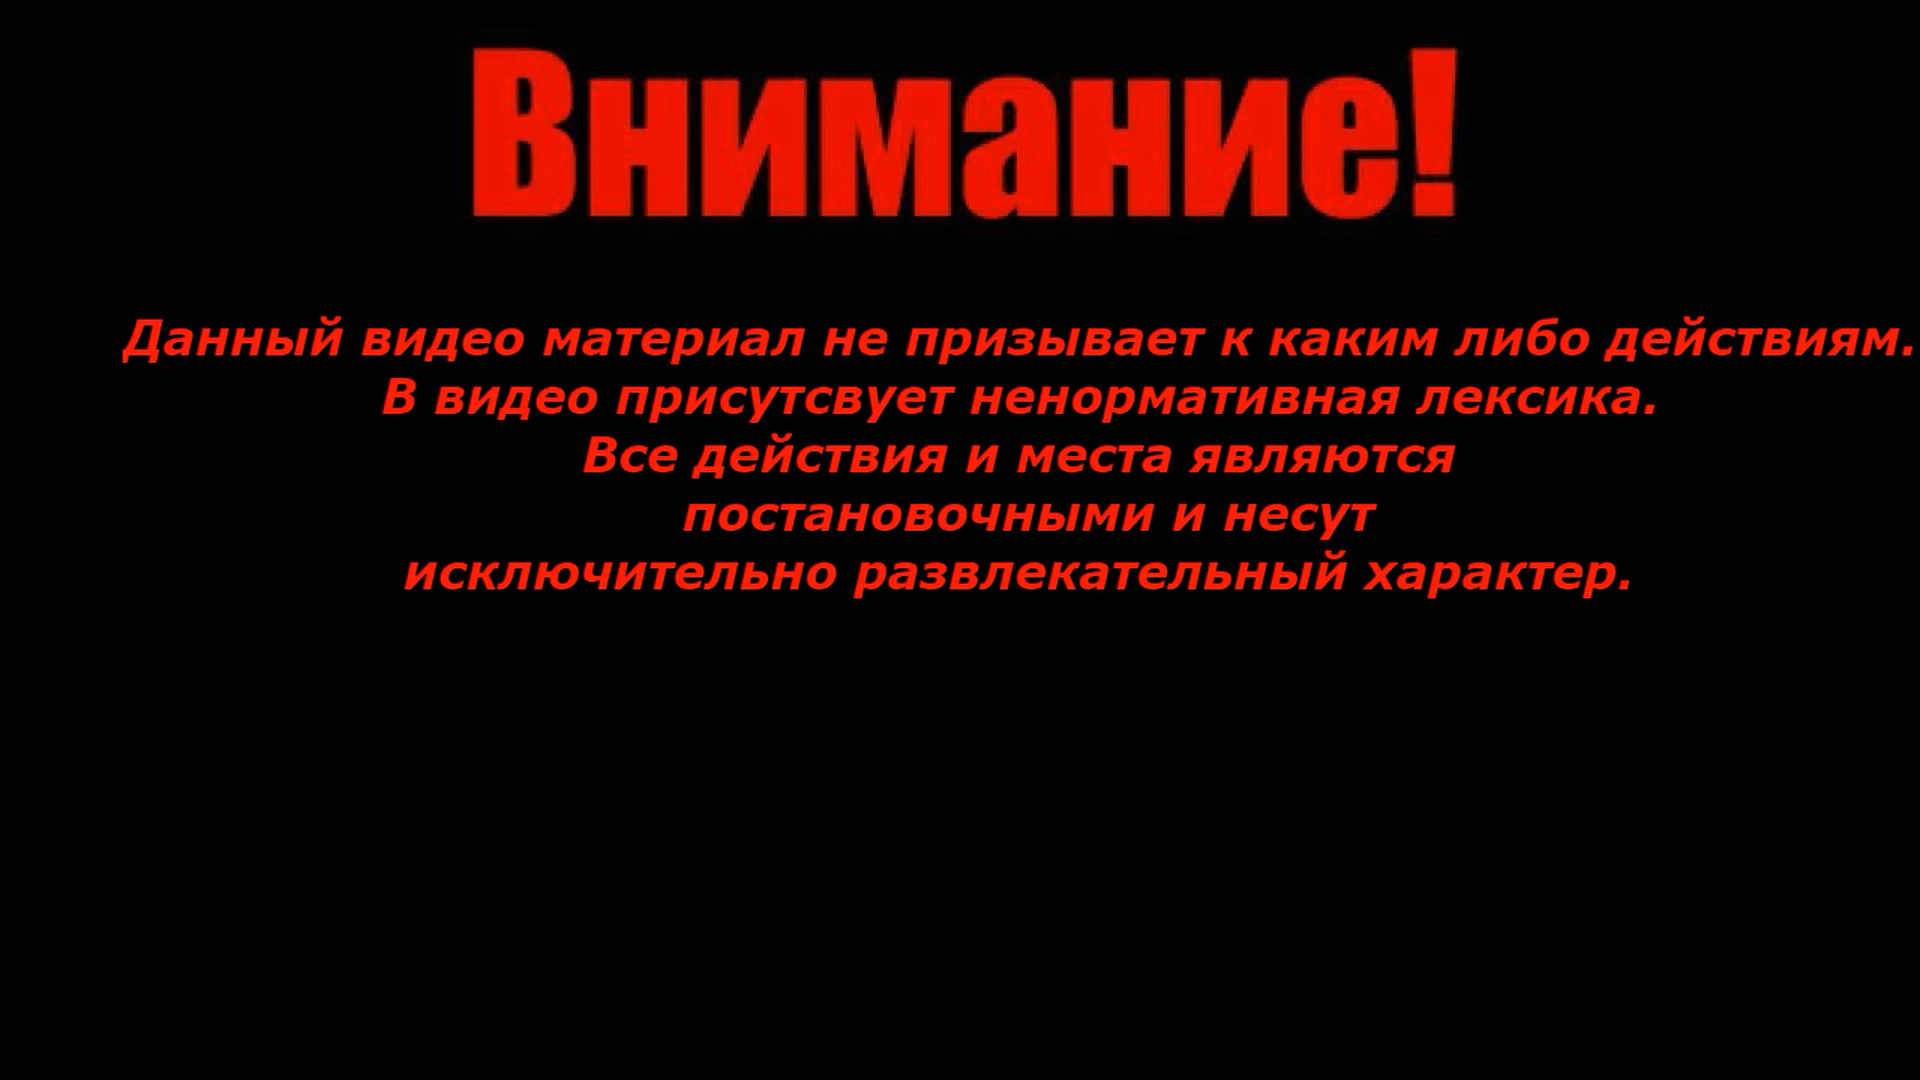 Внимание!
Данный видео материал не призывает к каким либо действиям.
В видео присутсвует ненормативная лексика.
Все действия и места являются
постановочными и несут
исключительно развлекательный характер.